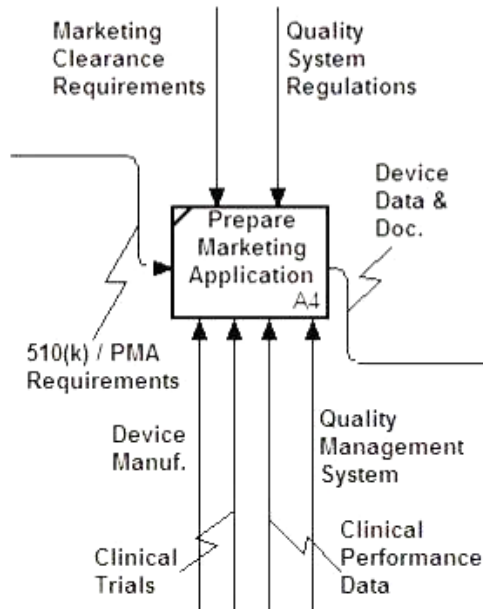 Marketing
Clearance
Requirements
Quality
System
Regulations
Device
Data &
Doc.
Prepare
Marketing
Application
A4
510(k) / PMA
Requirements
Device
Manuf.
Quality
Management
System
Clinical
Trials
Clinical
Performance
Data